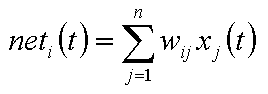 net_i(t) = \sum_{j=1}^{n} w_{ij} x_j(t)